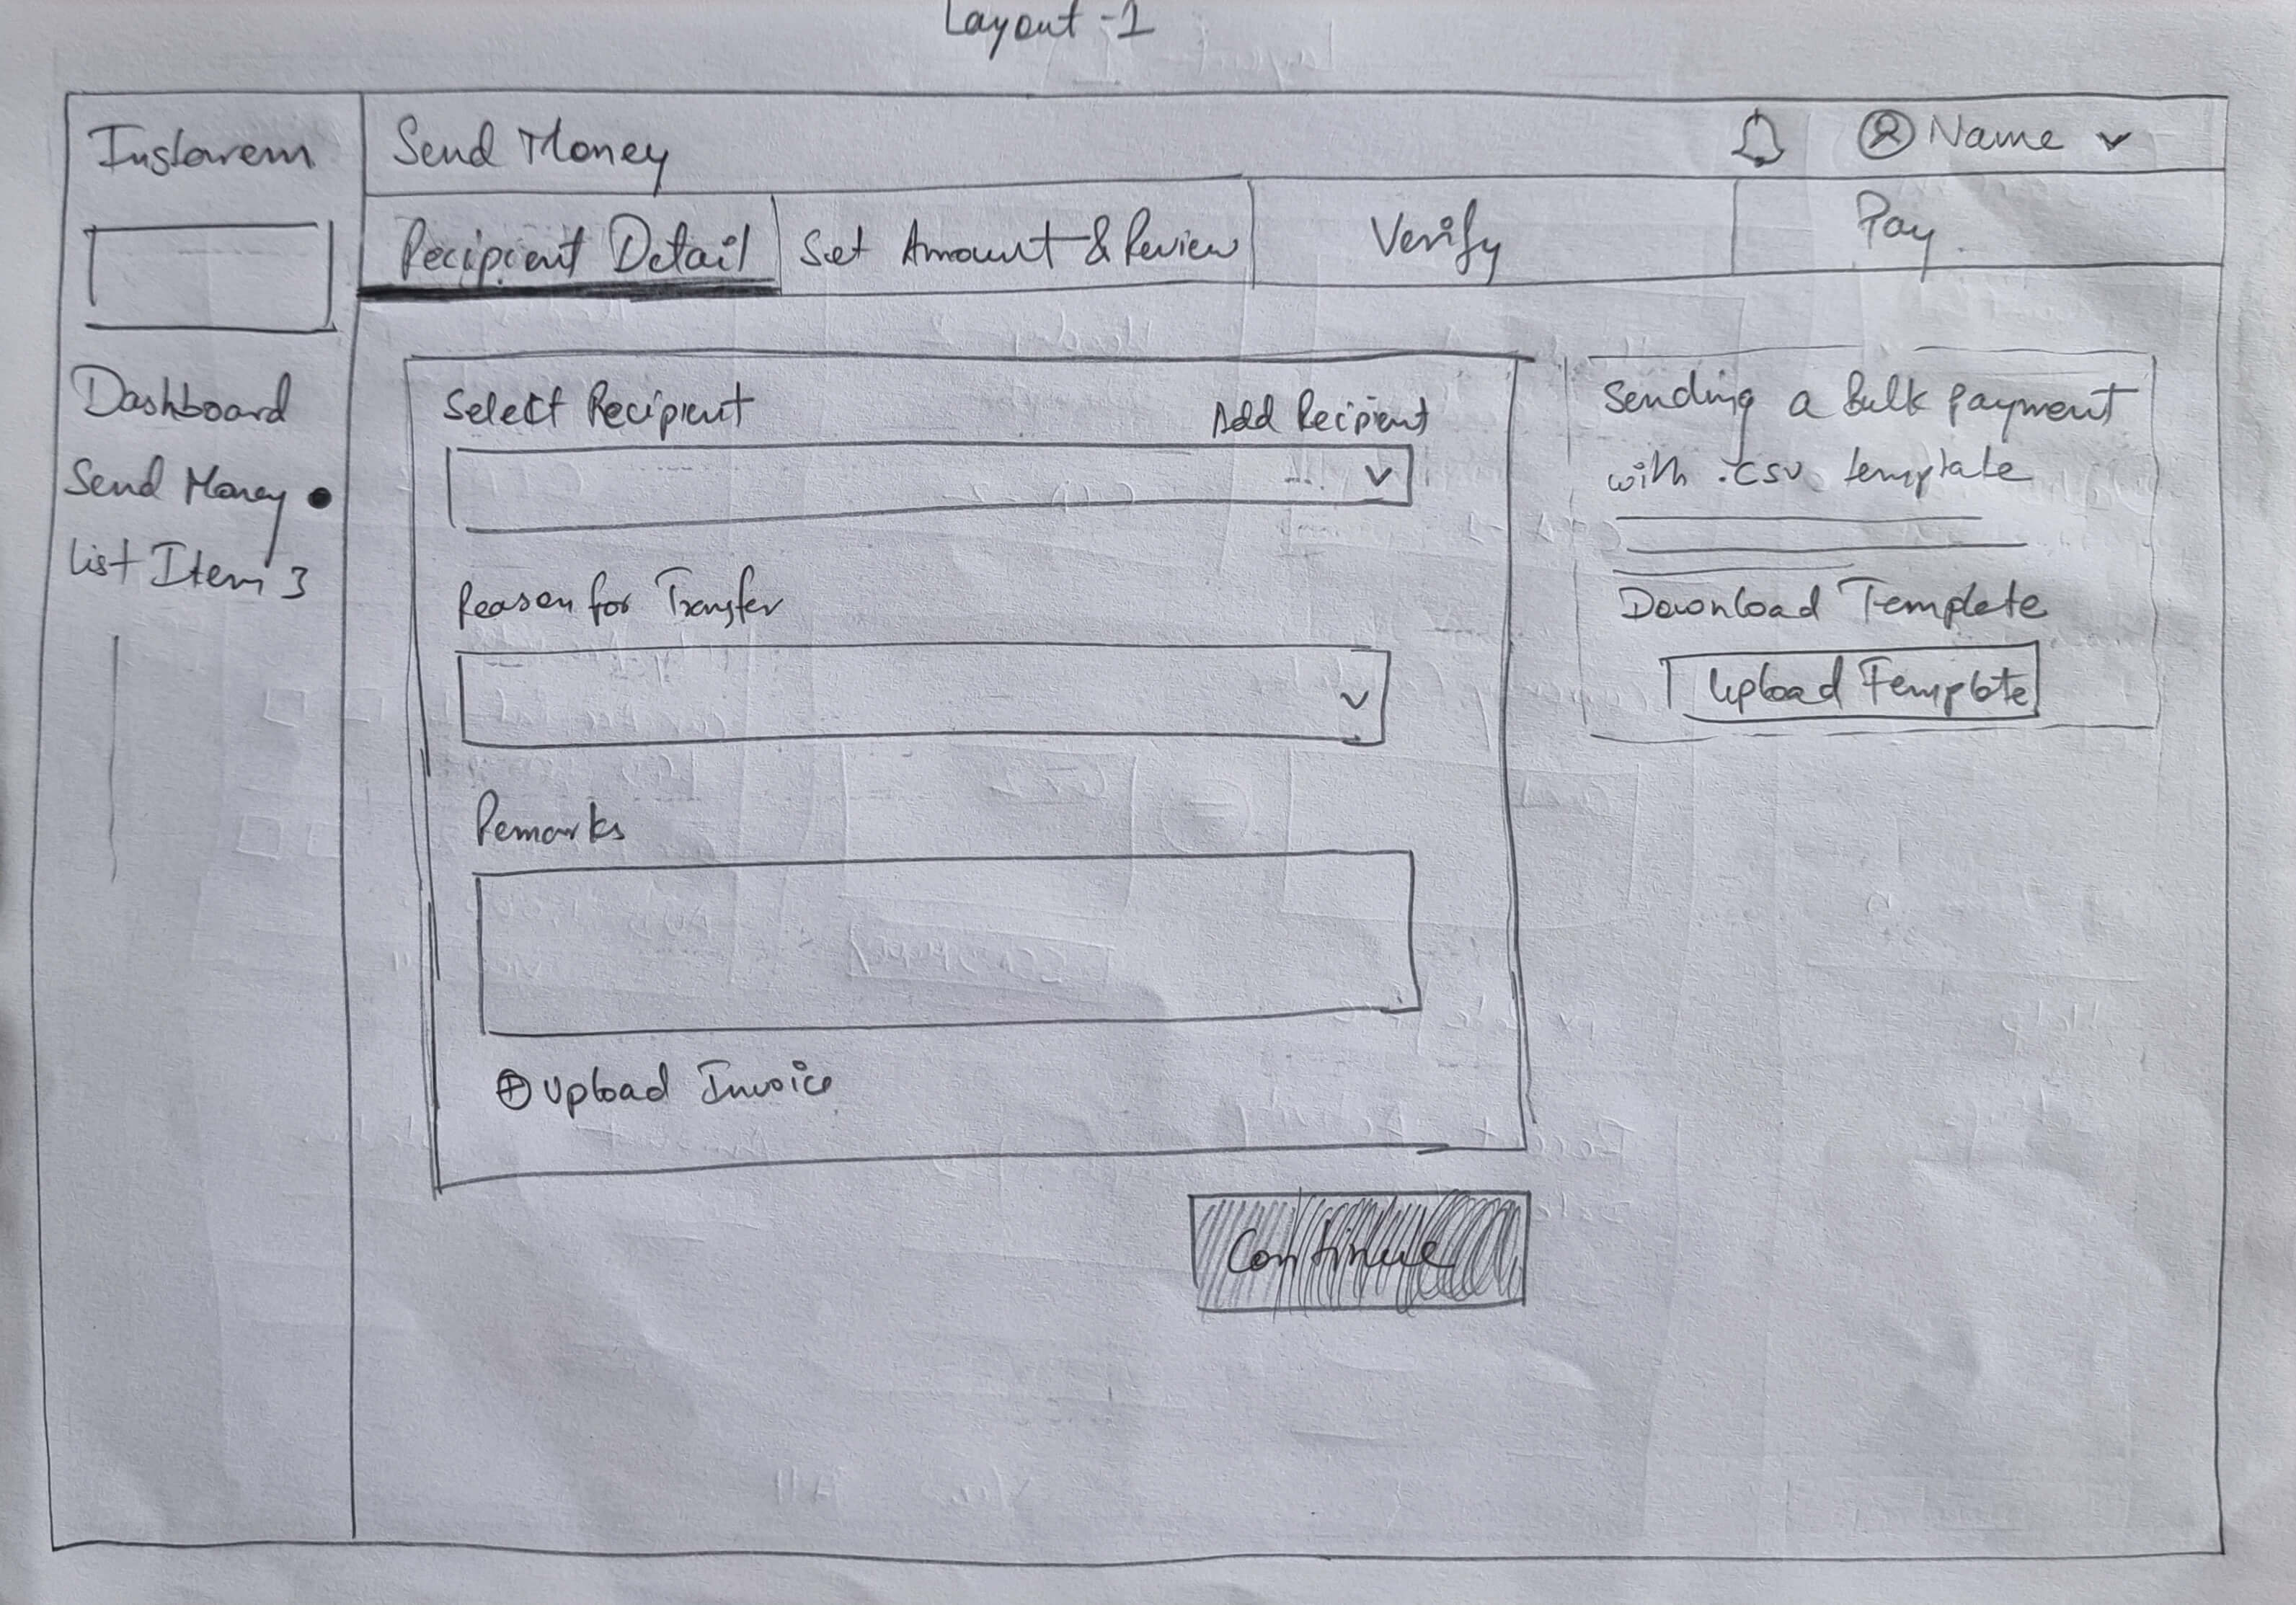 Layout-1
Instarem
Send Money
Name
Recipient Detail
Set Amount & Review
Verify
Pay
Dashboard
Send Money
List Item 3
Select Recipient
Add Recipient
Reason for Transfer
Remarks
Upload Invoice
Continue
Sending a Bulk payment
with .csv template
Download Template
Upload Template